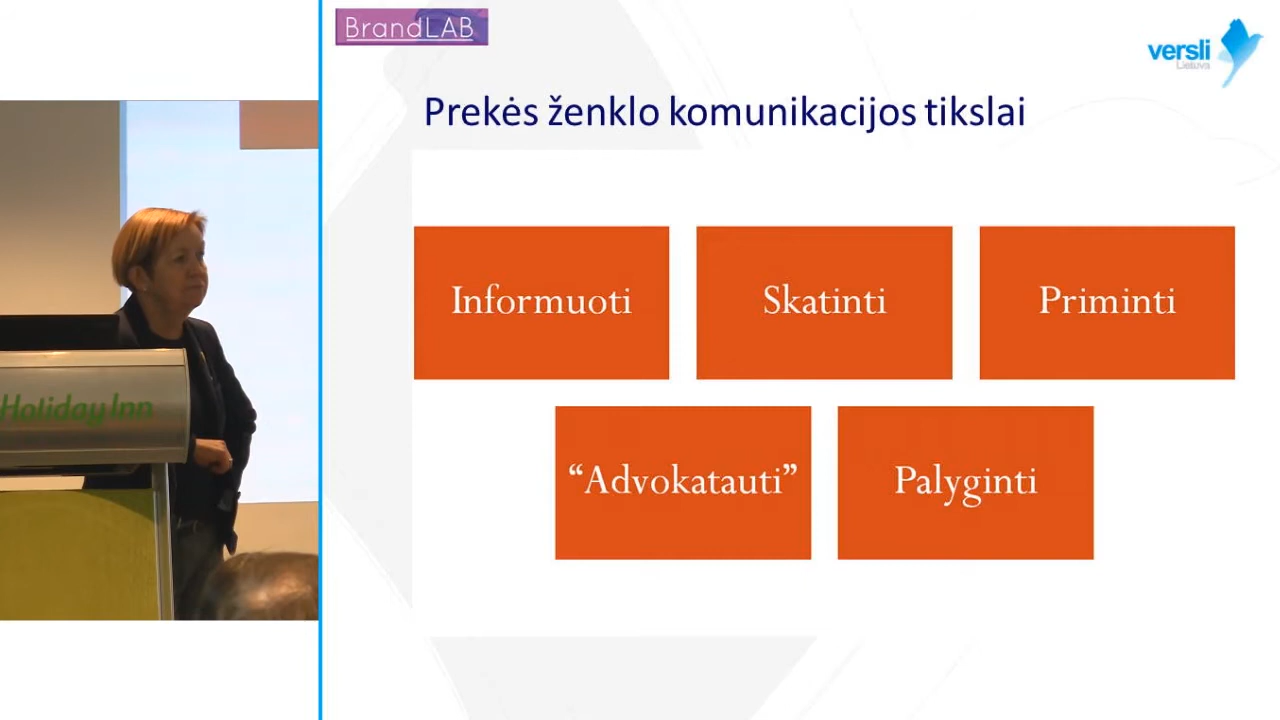 BrandLAB
versli
Lietuva
Prekės ženklo komunikacijos tikslai
Informuoti
Skatinti
Priminti
“Advokatauti”
Palyginti
Holiday Inn